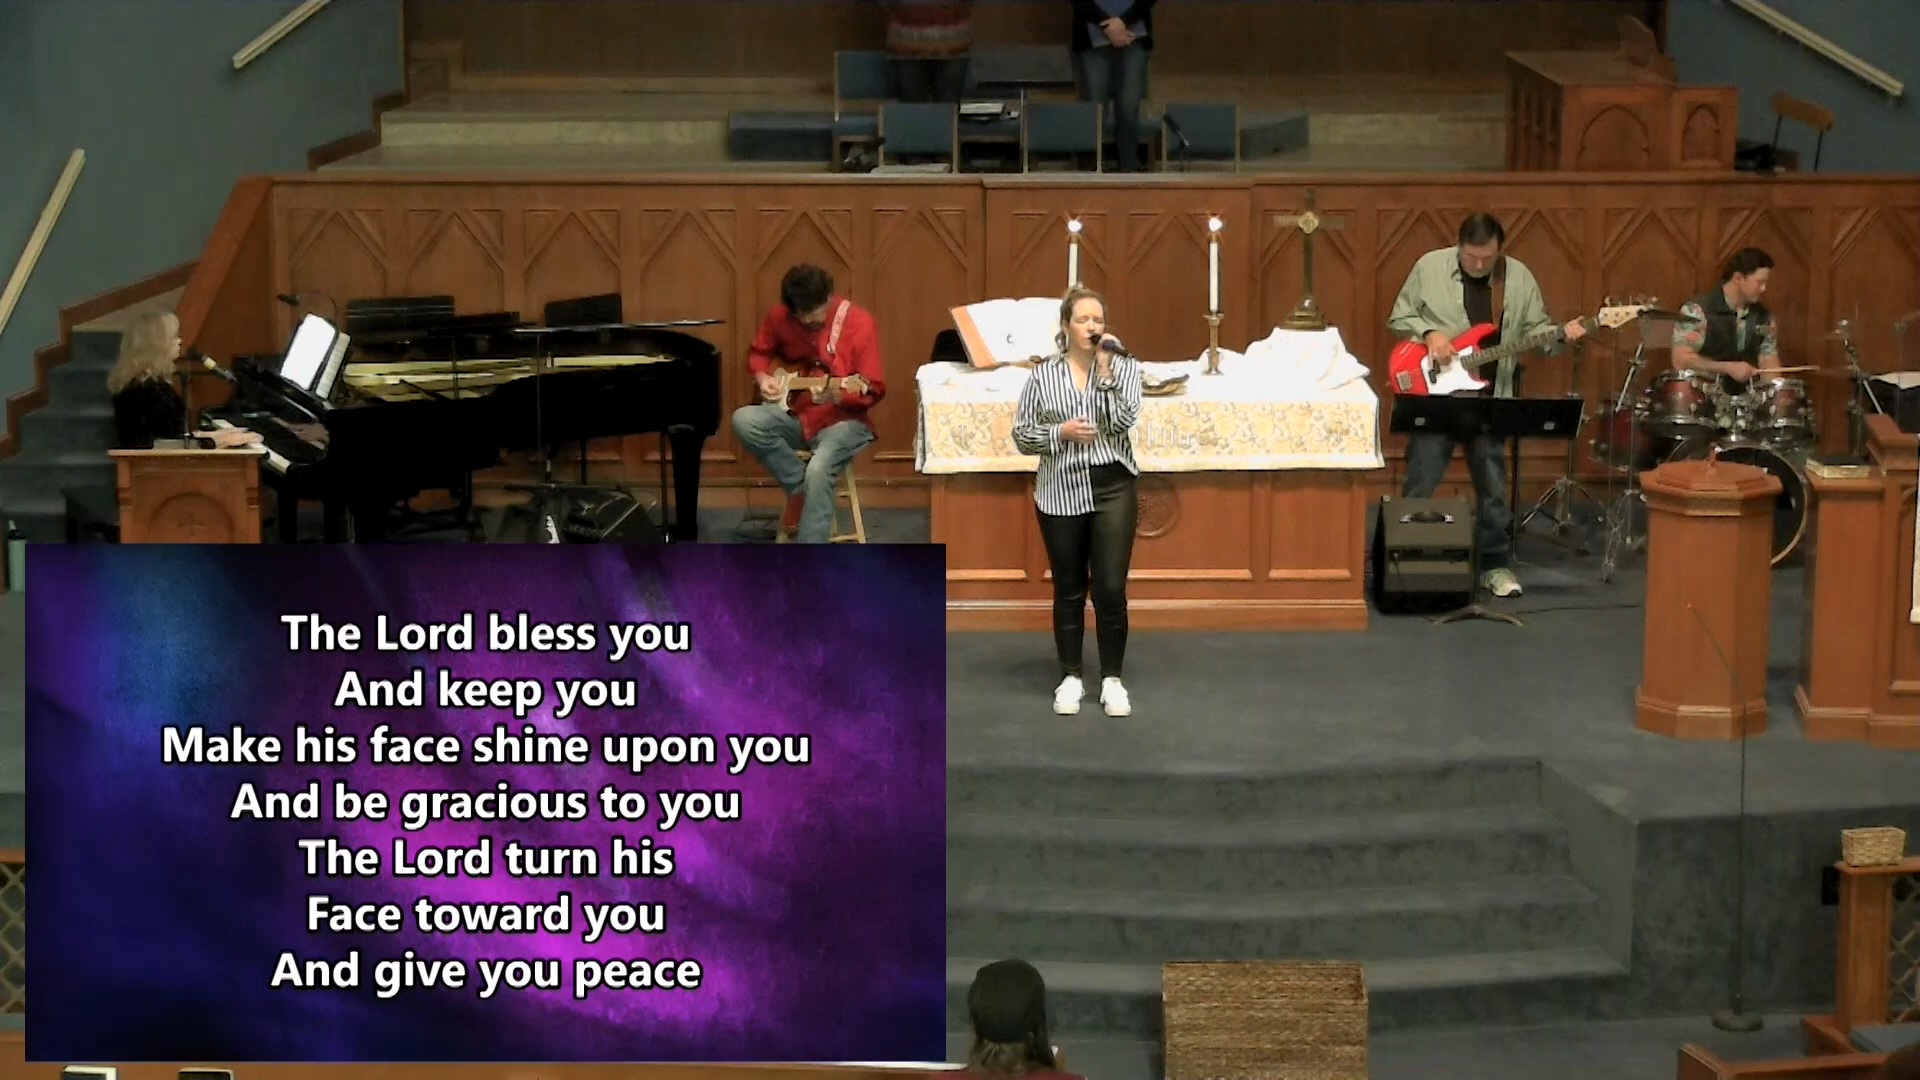 The Lord bless you
And keep you
Make his face shine upon you
And be gracious to you
The Lord turn his
Face toward you
And give you peace